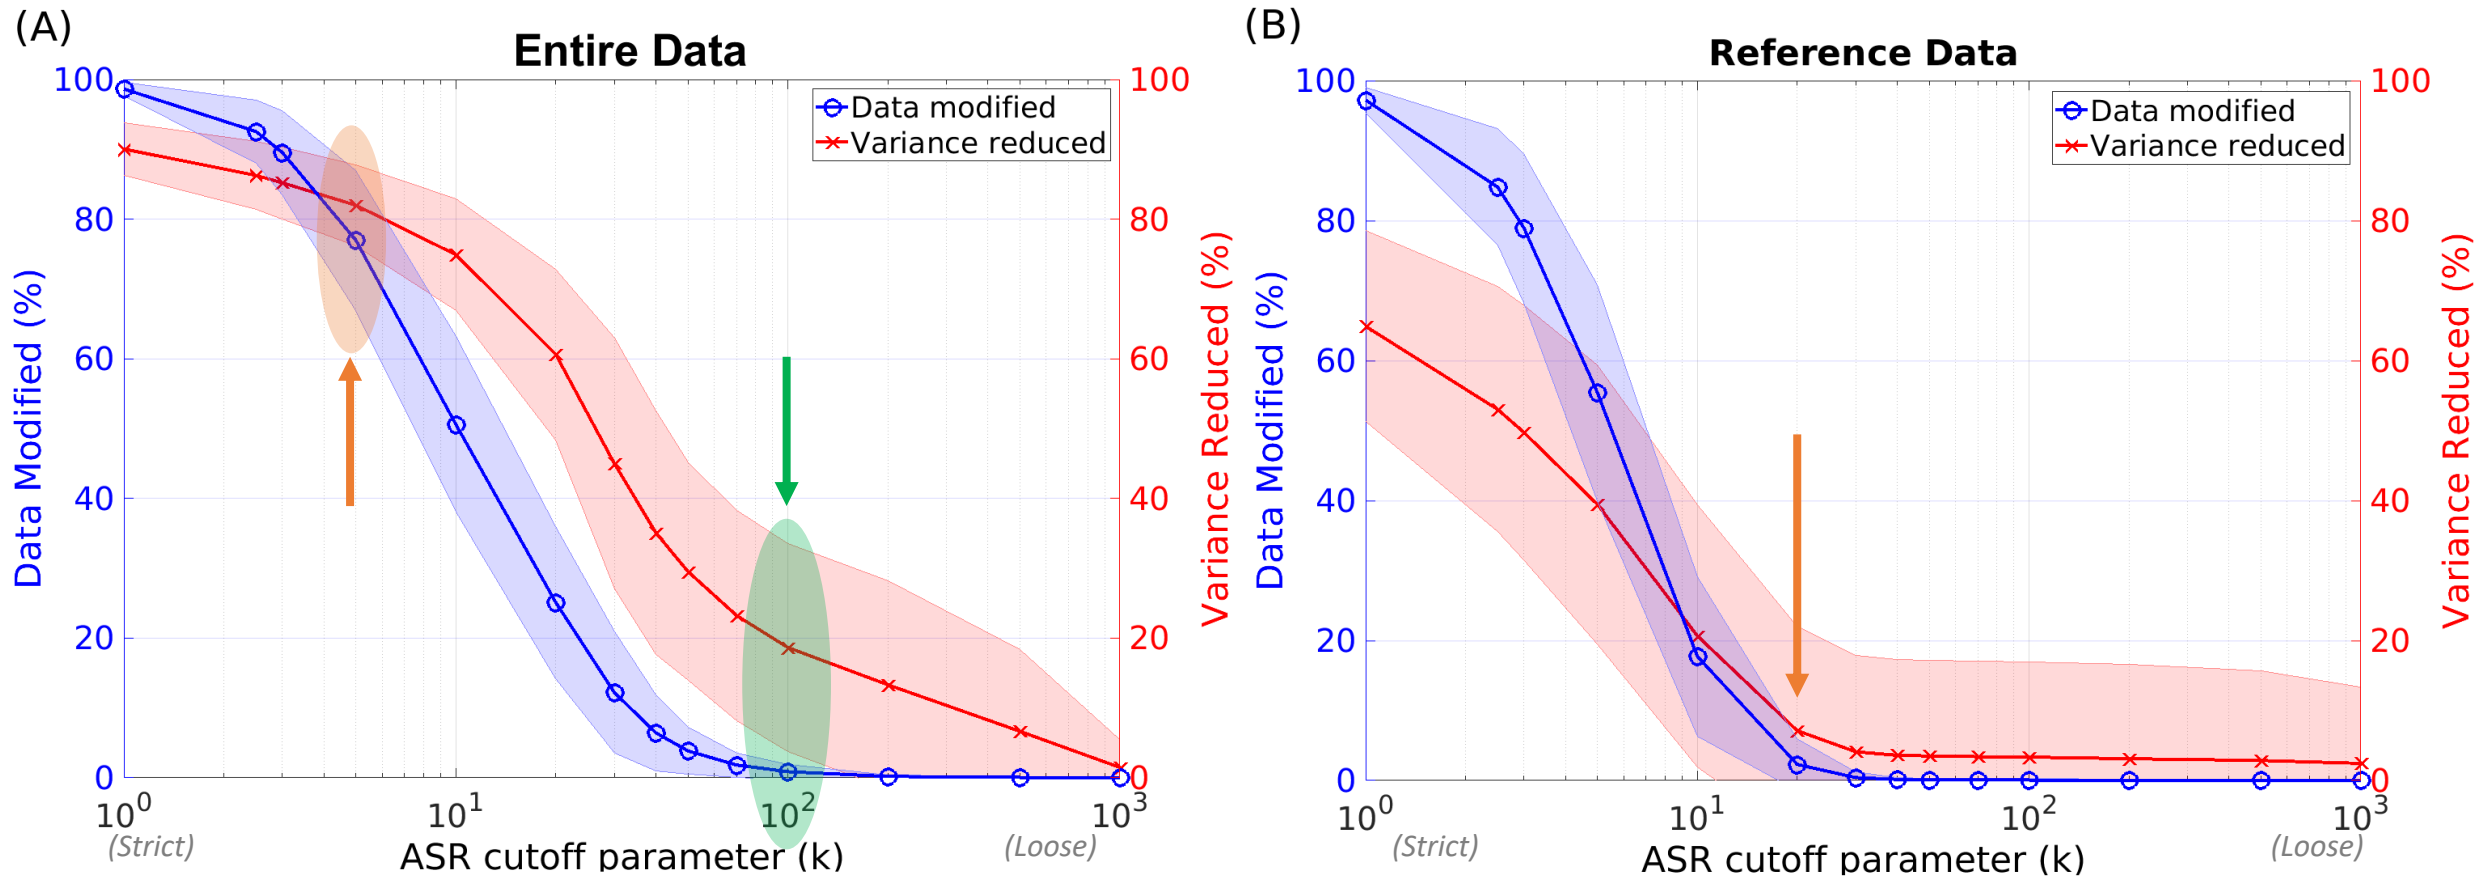 (A)
Entire Data
Data modified
Variance reduced
100
80
60
40
20
0
100
80
60
40
20
0
Data Modified (%)
Variance Reduced (%)
10^0
10^1
10^2
10^3
(Strict)
ASR cutoff parameter (k)
(Loose)
(B)
Reference Data
Data modified
Variance reduced
100
80
60
40
20
0
100
80
60
40
20
0
Data Modified (%)
Variance Reduced (%)
10^0
10^1
10^2
10^3
(Strict)
ASR cutoff parameter (k)
(Loose)